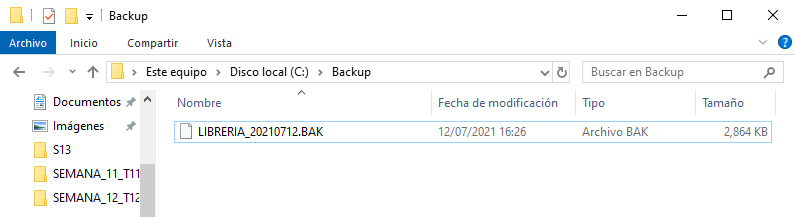 Backup
Archivo Inicio Compartir Vista
Este equipo Disco local (C:) Backup Buscar en Backup
Documentos Nombre Fecha de modificación Tipo Tamaño
Imágenes LIBRERIA_20210712.BAK 12/07/2021 16:26 Archivo BAK 2,864 KB
S13
SEMANA_11_T11
SEMANA_12_T12